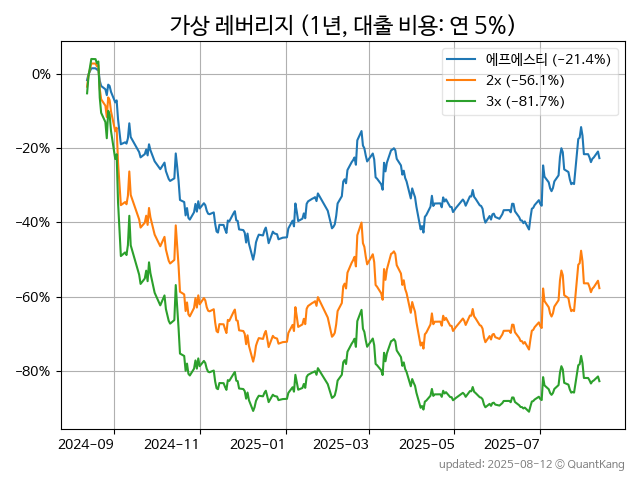 가상 레버리지 (1년, 대출 비용: 연 5%)
에프에스티 (−21.4%)
2x (−56.1%)
3x (−81.7%)
0%
−20%
−40%
−60%
−80%
2024-09 2024-11 2025-01 2025-03 2025-05 2025-07
updated: 2025-08-12 © QuantKang